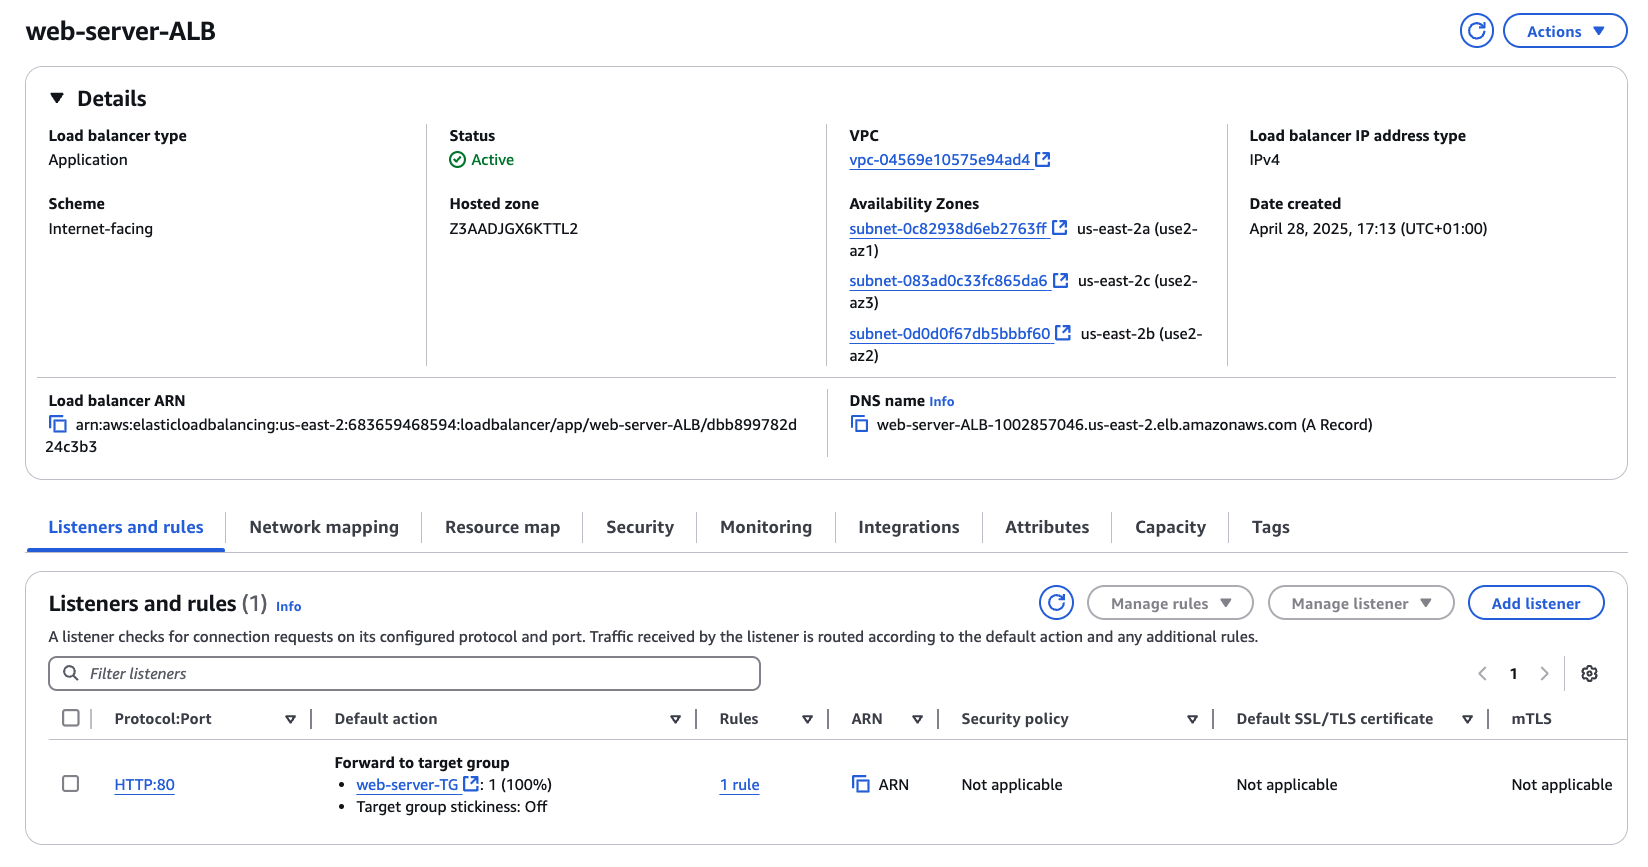 web-server-ALB
Actions
Details
Load balancer type
Application
Status
Active
VPC
vpc-04569e10575e94ad4
Load balancer IP address type
IPv4
Scheme
Internet-facing
Hosted zone
Z3AADJGX6KTTL2
Availability Zones
subnet-0c82938d6eb2763ff us-east-2a (use2-
az1)
subnet-083ad0c33fc865da6 us-east-2c (use2-
az3)
subnet-0d0d0f67db5bbbf60 us-east-2b (use2-
az2)
Date created
April 28, 2025, 17:13 (UTC+01:00)
Load balancer ARN
arn:aws:elasticloadbalancing:us-east-2:683659468594:loadbalancer/app/web-server-ALB/dbb899782d
24c3b3
DNS name Info
web-server-ALB-1002857046.us-east-2.elb.amazonaws.com (A Record)
Listeners and rules Network mapping Resource map Security Monitoring Integrations Attributes Capacity Tags
Listeners and rules (1) Info
Manage rules Manage listener Add listener
A listener checks for connection requests on its configured protocol and port. Traffic received by the listener is routed according to the default action and any additional rules.
Filter listeners
1
Protocol:Port Default action Rules ARN Security policy Default SSL/TLS certificate mTLS
HTTP:80
Forward to target group
• web-server-TG : 1 (100%)
• Target group stickiness: Off
1 rule
ARN
Not applicable
Not applicable
Not applicable